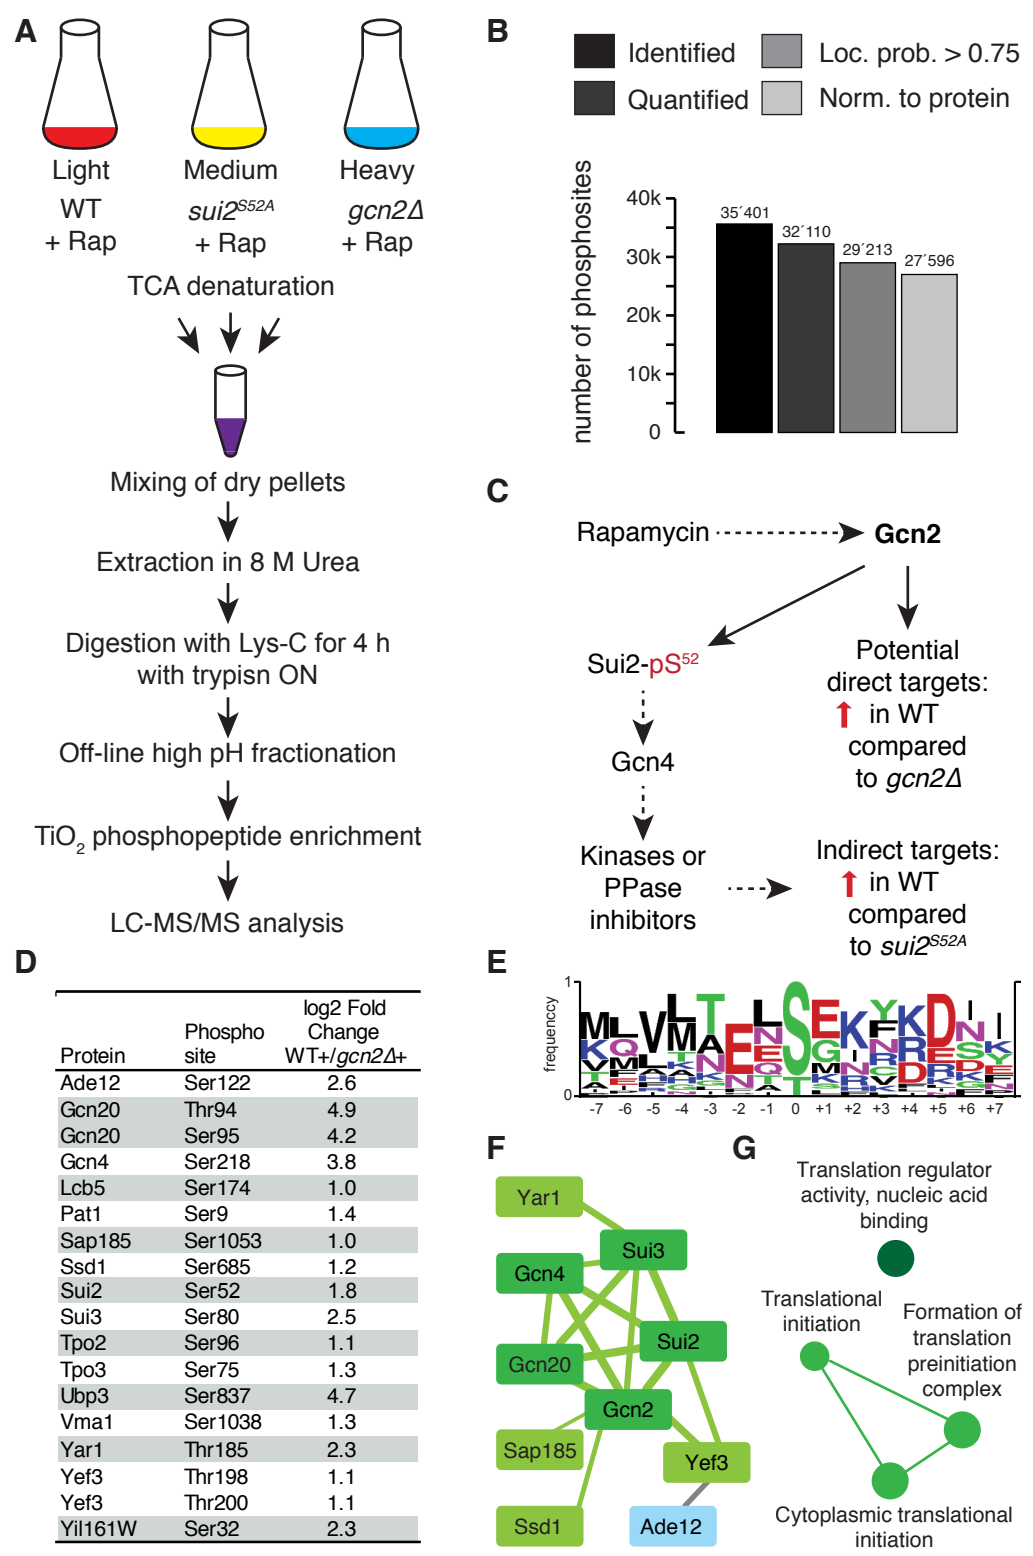 A
Light Medium Heavy
WT sui2S52A gcn2Δ
+ Rap + Rap + Rap
TCA denaturation
Mixing of dry pellets
Extraction in 8 M Urea
Digestion with Lys-C for 4 h
with trypisn ON
Off-line high pH fractionation
TiO2 phosphopeptide enrichment
LC-MS/MS analysis
B
Identified Loc. prob. > 0.75
Quantified Norm. to protein
number of phosphosites
40k
30k
20k
10k
0
35´401
32´110
29´213
27´596
C
Rapamycin Gcn2
Sui2-pS52
Gcn4
Kinases or
PPase
inhibitors
Potential
direct targets:
in WT
compared
to gcn2Δ
Indirect targets:
in WT
compared
to sui2S52A
D
Protein Phospho site log2 Fold Change WT+/gcn2Δ+
Ade12 Ser122 2.6
Gcn20 Thr94 4.9
Gcn20 Ser95 4.2
Gcn4 Ser218 3.8
Lcb5 Ser174 1.0
Pat1 Ser9 1.4
Sap185 Ser1053 1.0
Ssd1 Ser685 1.2
Sui2 Ser52 1.8
Sui3 Ser80 2.5
Tpo2 Ser96 1.1
Tpo3 Ser75 1.3
Ubp3 Ser837 4.7
Vma1 Ser1038 1.3
Yar1 Thr185 2.3
Yef3 Thr198 1.1
Yef3 Thr200 1.1
Yil161W Ser32 2.3
E
frequenccy
1
0
-7 -6 -5 -4 -3 -2 -1 0 +1 +2 +3 +4 +5 +6 +7
F
Yar1
Sui3
Gcn4
Sui2
Gcn20
Gcn2
Sap185
Yef3
Ssd1
Ade12
G
Translation regulator
activity, nucleic acid
binding
Translational
initiation
Formation of
translation
preinitiation
complex
Cytoplasmic translational
initiation